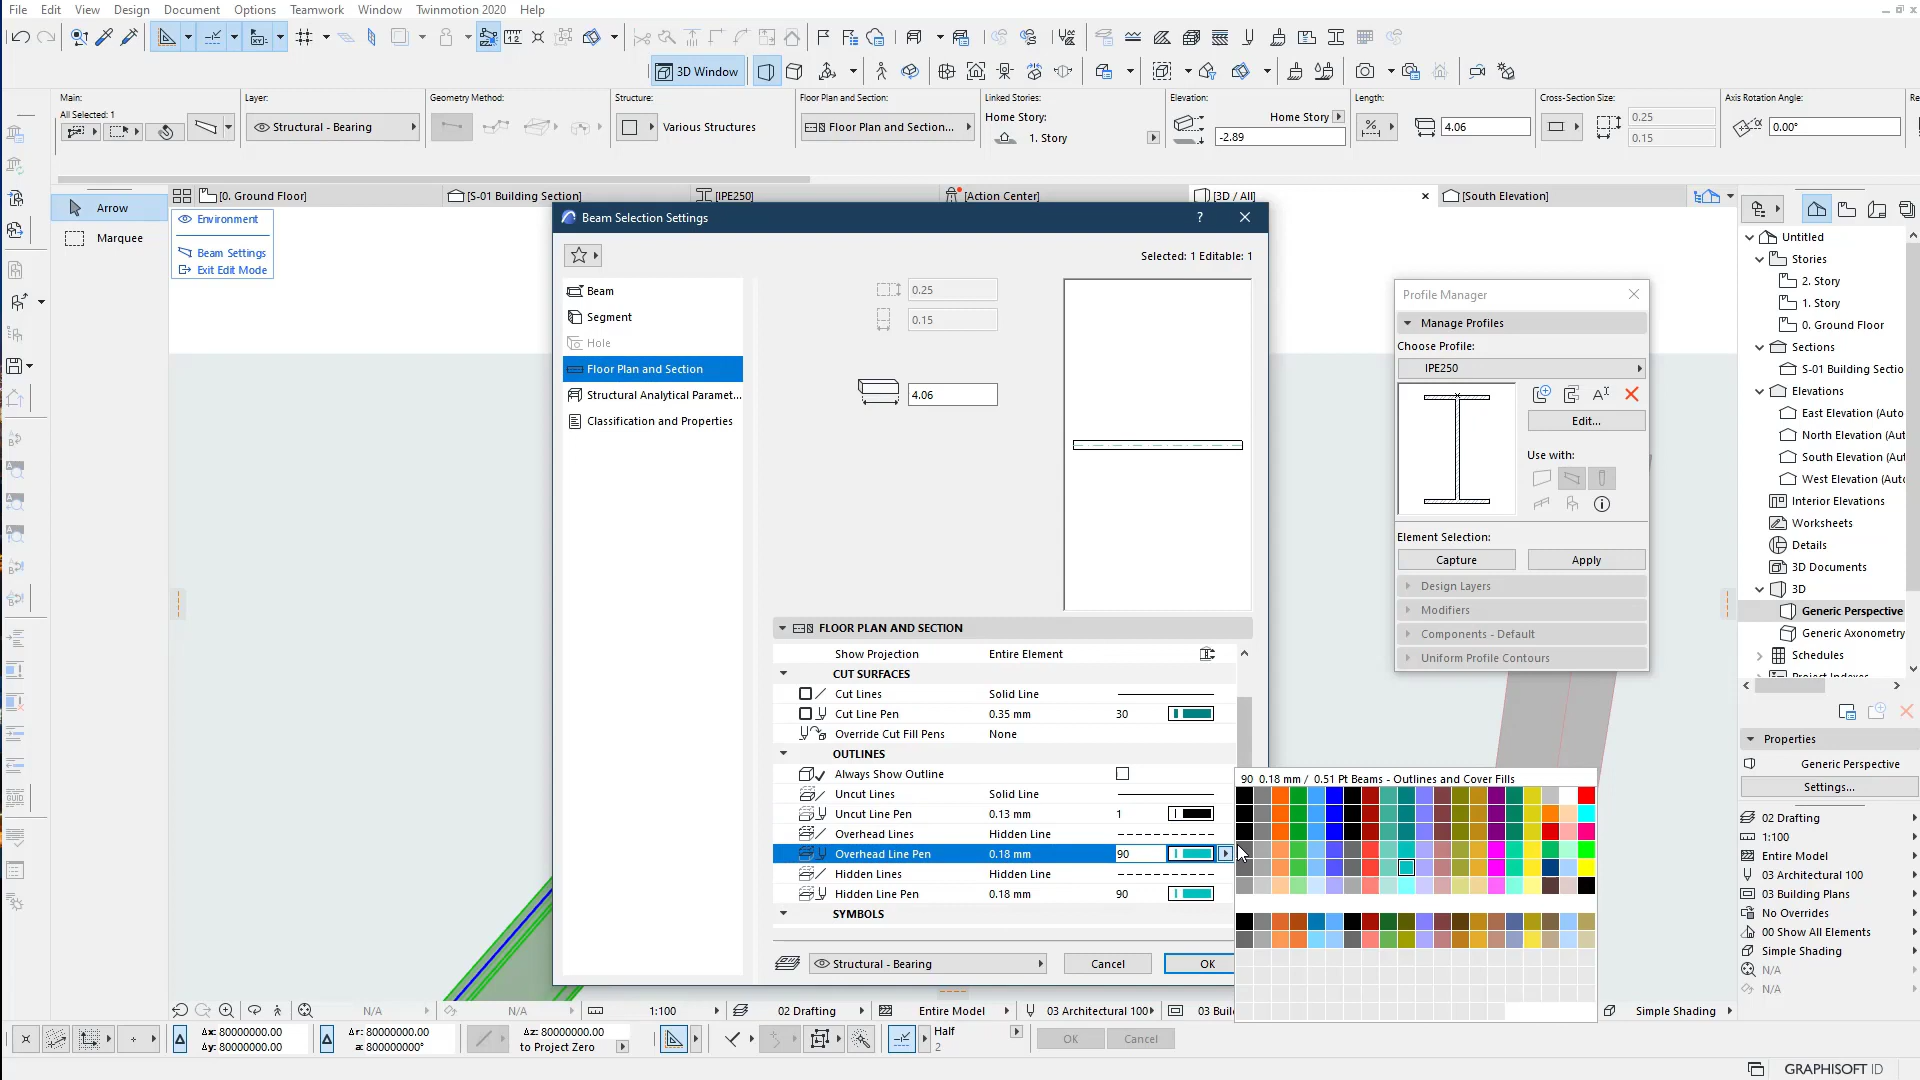 File Edit View Design Document Options Teamwork Window Twinmotion 2020 Help
3D Window
Main:
All Selected: 1
Layer:
Structural - Bearing
Geometry Method:
Structure:
Various Structures
Floor Plan and Section:
Floor Plan and Section...
Linked Stories:
Home Story:
1. Story
Elevation:
Home Story
-2.89
Length:
4.06
Cross-Section Size:
0.25
0.15
Axis Rotation Angle:
0.00°
Re
[0. Ground Floor]
[S-01 Building Section]
[IPE250]
[Action Center]
[3D / All]
[South Elevation]
Arrow
Marquee
Environment
Beam Settings
Exit Edit Mode
Beam Selection Settings
Selected: 1 Editable: 1
Beam
Segment
Hole
Floor Plan and Section
Structural Analytical Paramet...
Classification and Properties
0.25
0.15
4.06
FLOOR PLAN AND SECTION
Show Projection Entire Element
CUT SURFACES
Cut Lines Solid Line
Cut Line Pen 0.35 mm 30
Override Cut Fill Pens None
OUTLINES
Always Show Outline
Uncut Lines Solid Line
Uncut Line Pen 0.13 mm 1
Overhead Lines Hidden Line
Overhead Line Pen 0.18 mm 90
Hidden Lines Hidden Line
Hidden Line Pen 0.18 mm 90
SYMBOLS
Structural - Bearing
Cancel
OK
90 0.18 mm / 0.51 Pt Beams - Outlines and Cover Fills
Profile Manager
Manage Profiles
Choose Profile:
IPE250
Edit...
Use with:
Element Selection:
Capture
Apply
Design Layers
Modifiers
Components - Default
Uniform Profile Contours
Untitled
Stories
2. Story
1. Story
0. Ground Floor
Sections
S-01 Building Sectio
Elevations
East Elevation (Auto
North Elevation (Aut
South Elevation (Aut
West Elevation (Auto
Interior Elevations
Worksheets
Details
3D Documents
3D
Generic Perspective
Generic Axonometry
Schedules
Project Indexes
Properties
Generic Perspective
Settings...
02 Drafting
1:100
Entire Model
03 Architectural 100
03 Building Plans
No Overrides
00 Show All Elements
Simple Shading
N/A
N/A
N/A
N/A
1:100
02 Drafting
Entire Model
03 Architectural 100
03 Buil
Simple Shading
Δx: 80000000.00
Δy: 80000000.00
Δr: 80000000.00
a: 800000000°
Δz: 80000000.00
to Project Zero
Half
2
OK
Cancel
GRAPHISOFT ID